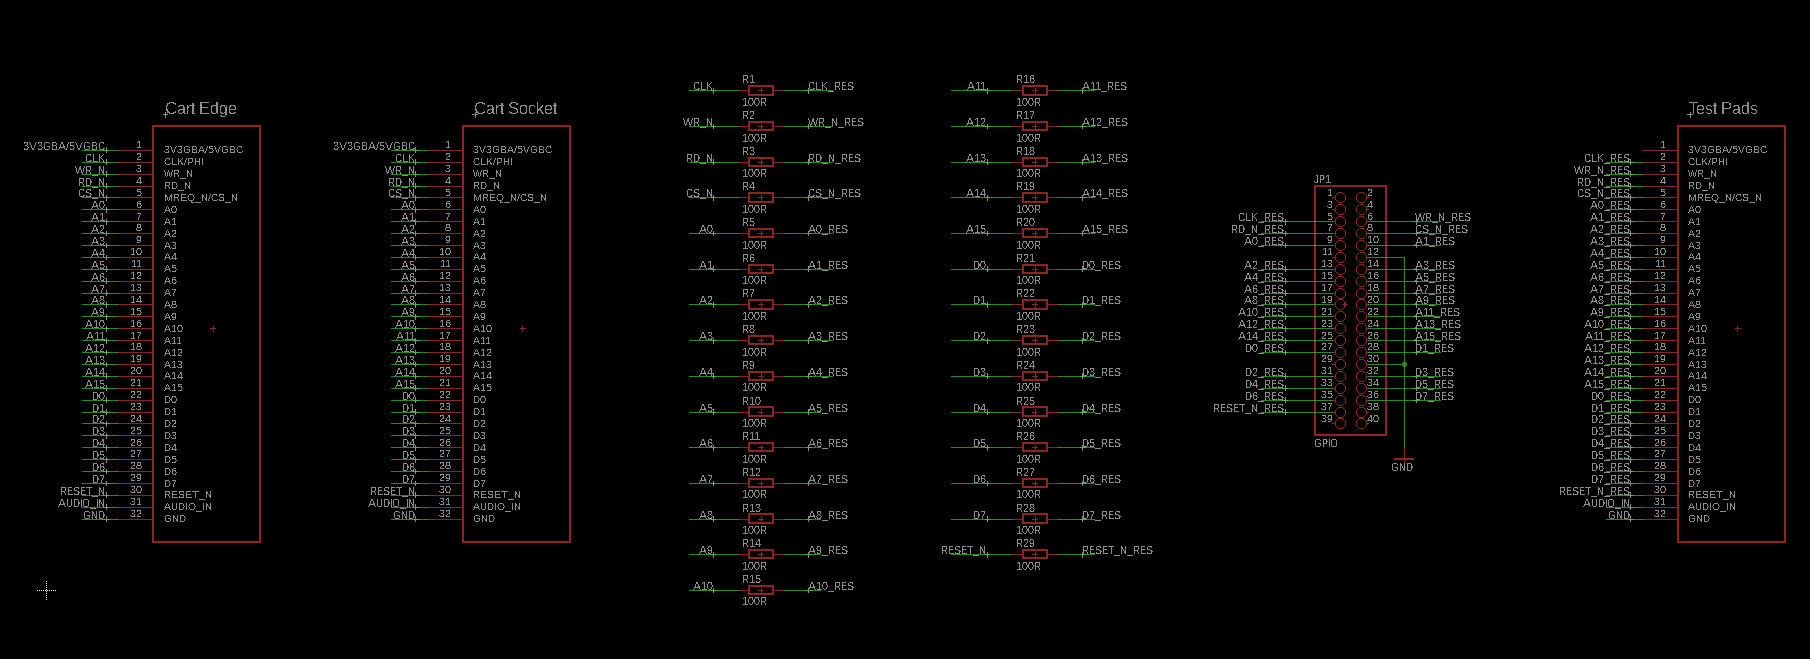 Cart Edge
3V3GBA/5VGBC 1 3V3GBA/5VGBC
CLK 2 CLK/PHI
WR_N 3 WR_N
RD_N 4 RD_N
CS_N 5 MREQ_N/CS_N
A0 6 A0
A1 7 A1
A2 8 A2
A3 9 A3
A4 10 A4
A5 11 A5
A6 12 A6
A7 13 A7
A8 14 A8
A9 15 A9
A10 16 A10
A11 17 A11
A12 18 A12
A13 19 A13
A14 20 A14
A15 21 A15
D0 22 D0
D1 23 D1
D2 24 D2
D3 25 D3
D4 26 D4
D5 27 D5
D6 28 D6
D7 29 D7
RESET_N 30 RESET_N
AUDIO_IN 31 AUDIO_IN
GND 32 GND
Cart Socket
3V3GBA/5VGBC 1 3V3GBA/5VGBC
CLK 2 CLK/PHI
WR_N 3 WR_N
RD_N 4 RD_N
CS_N 5 MREQ_N/CS_N
A0 6 A0
A1 7 A1
A2 8 A2
A3 9 A3
A4 10 A4
A5 11 A5
A6 12 A6
A7 13 A7
A8 14 A8
A9 15 A9
A10 16 A10
A11 17 A11
A12 18 A12
A13 19 A13
A14 20 A14
A15 21 A15
D0 22 D0
D1 23 D1
D2 24 D2
D3 25 D3
D4 26 D4
D5 27 D5
D6 28 D6
D7 29 D7
RESET_N 30 RESET_N
AUDIO_IN 31 AUDIO_IN
GND 32 GND
R1
CLK CLK_RES
100R
R2
WR_N WR_N_RES
100R
R3
RD_N RD_N_RES
100R
R4
CS_N CS_N_RES
100R
R5
A0 A0_RES
100R
R6
A1 A1_RES
100R
R7
A2 A2_RES
100R
R8
A3 A3_RES
100R
R9
A4 A4_RES
100R
R10
A5 A5_RES
100R
R11
A6 A6_RES
100R
R12
A7 A7_RES
100R
R13
A8 A8_RES
100R
R14
A9 A9_RES
100R
R15
A10 A10_RES
100R
R16
A11 A11_RES
100R
R17
A12 A12_RES
100R
R18
A13 A13_RES
100R
R19
A14 A14_RES
100R
R20
A15 A15_RES
100R
R21
D0 D0_RES
100R
R22
D1 D1_RES
100R
R23
D2 D2_RES
100R
R24
D3 D3_RES
100R
R25
D4 D4_RES
100R
R26
D5 D5_RES
100R
R27
D6 D6_RES
100R
R28
D7 D7_RES
100R
R29
RESET_N RESET_N_RES
100R
JP1
1 2
3 4
CLK_RES 5 6 WR_N_RES
RD_N_RES 7 8 CS_N_RES
A0_RES 9 10 A1_RES
11 12
A2_RES 13 14 A3_RES
A4_RES 15 16 A5_RES
A6_RES 17 18 A7_RES
A8_RES 19 20 A9_RES
A10_RES 21 22 A11_RES
A12_RES 23 24 A13_RES
A14_RES 25 26 A15_RES
D0_RES 27 28 D1_RES
29 30
D2_RES 31 32 D3_RES
D4_RES 33 34 D5_RES
D6_RES 35 36 D7_RES
RESET_N_RES 37 38
39 40
GPIO
GND
Test Pads
1 3V3GBA/5VGBC
CLK_RES 2 CLK/PHI
WR_N_RES 3 WR_N
RD_N_RES 4 RD_N
CS_N_RES 5 MREQ_N/CS_N
A0_RES 6 A0
A1_RES 7 A1
A2_RES 8 A2
A3_RES 9 A3
A4_RES 10 A4
A5_RES 11 A5
A6_RES 12 A6
A7_RES 13 A7
A8_RES 14 A8
A9_RES 15 A9
A10_RES 16 A10
A11_RES 17 A11
A12_RES 18 A12
A13_RES 19 A13
A14_RES 20 A14
A15_RES 21 A15
D0_RES 22 D0
D1_RES 23 D1
D2_RES 24 D2
D3_RES 25 D3
D4_RES 26 D4
D5_RES 27 D5
D6_RES 28 D6
D7_RES 29 D7
RESET_N_RES 30 RESET_N
AUDIO_IN 31 AUDIO_IN
GND 32 GND